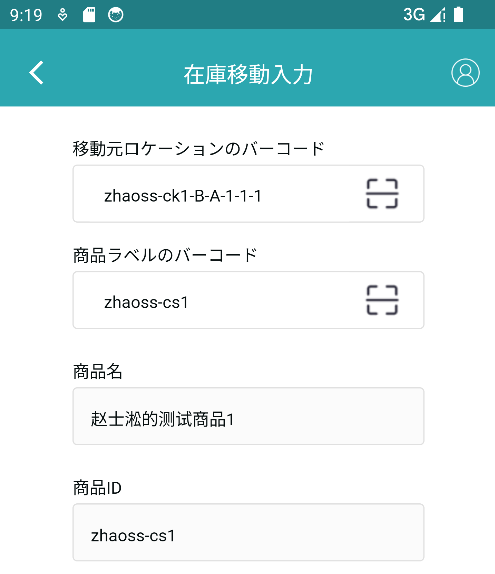 9:19
3G
在庫移動入力
移動元ロケーションのバーコード
zhaoss-ck1-B-A-1-1-1
商品ラベルのバーコード
zhaoss-cs1
商品名
赵士淞的测试商品1
商品ID
zhaoss-cs1